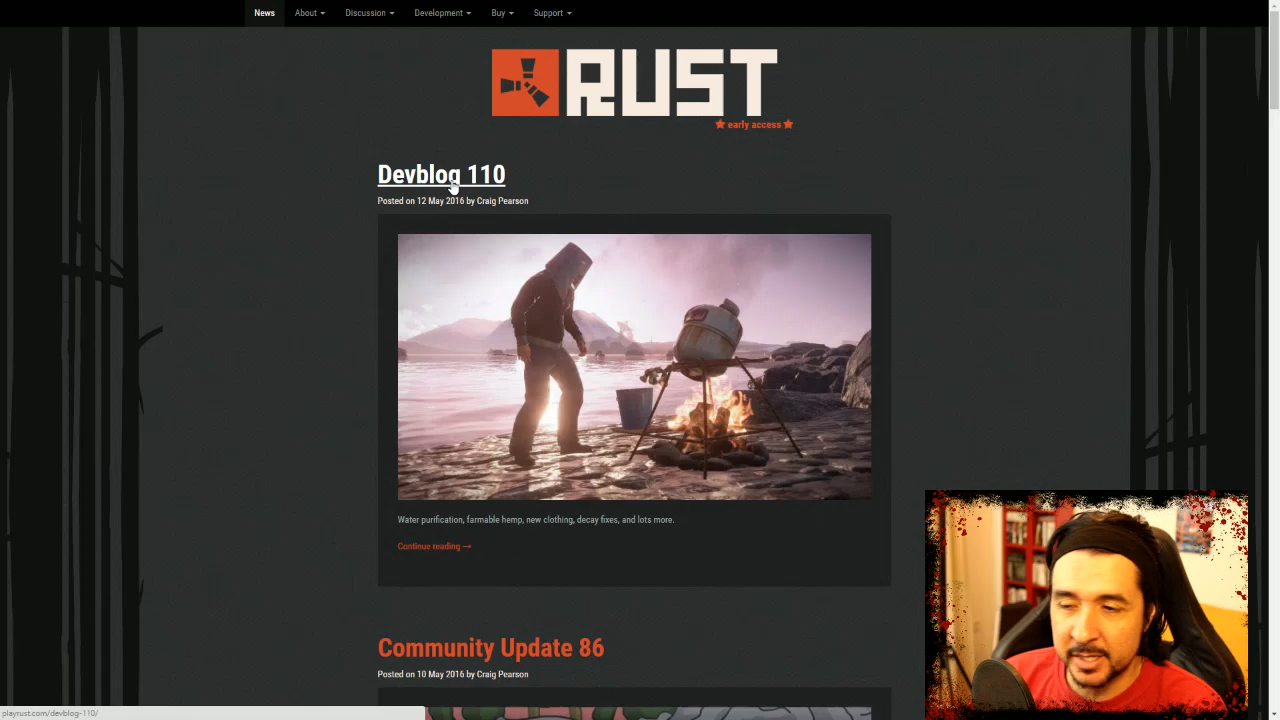 News About Discussion Development Buy Support
RUST
early access
Devblog 110
Posted on 12 May 2016 by Craig Pearson
Water purification, farmable hemp, new clothing, decay fixes, and lots more.
Continue reading →
Community Update 86
Posted on 10 May 2016 by Craig Pearson
playrust.com/devblog-110/